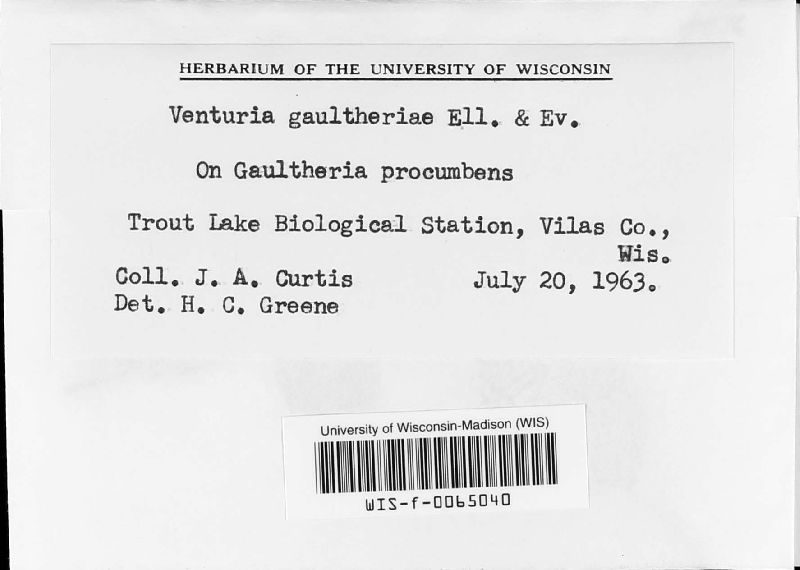 HERBARIUM OF THE UNIVERSITY OF WISCONSIN
Venturia gaultheriae Ell. & Ev.
On Gaultheria procumbens
Trout Lake Biological Station, Vilas Co.,
Wis.
Coll. J. A. Curtis July 20, 1963.
Det. H. C. Greene
University of Wisconsin-Madison (WIS)
WIS-f-0065040